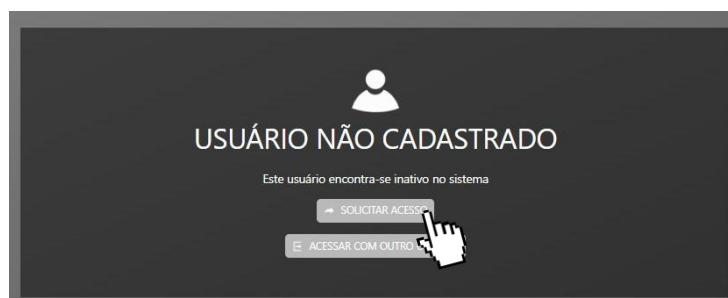 USUÁRIO NÃO CADASTRADO
Este usuário encontra-se inativo no sistema
SOLICITAR ACESSO
ACESSAR COM OUTRO